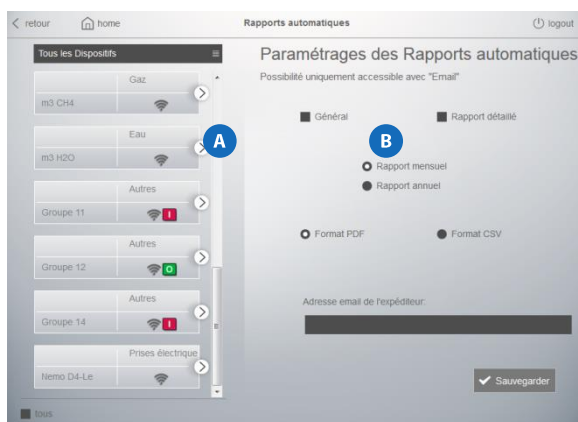 retour
home
Rapports automatiques
logout
Tous les Dispositifs
Gaz
m3 CH4
Eau
m3 H2O
Autres
Groupe 11
I
Autres
Groupe 12
O
Autres
Groupe 14
I
Prises électrique
Nemo D4-Le
tous
A
Paramétrages des Rapports automatiques
Possibilité uniquement accessible avec "Email"
Général
Rapport détaillé
B
Rapport mensuel
Rapport annuel
Format PDF
Format CSV
Adresse email de l'expéditeur:
Sauvegarder